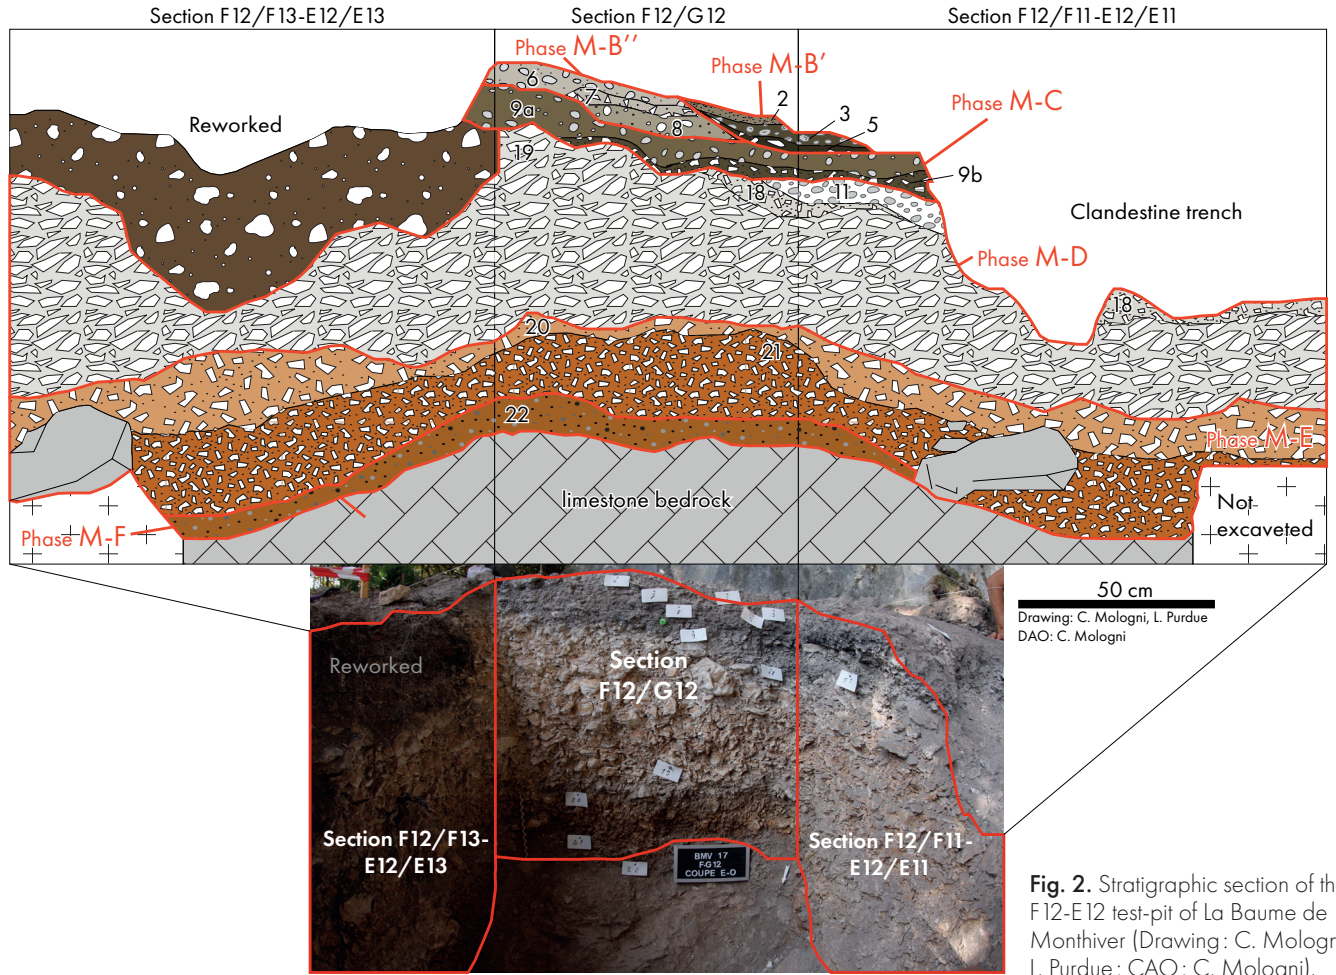 Section F12/F13-E12/E13
Section F12/G12
Section F12/F11-E12/E11
Phase M-B’’
Phase M-B’
Phase M-C
6
7
2
3
5
9a
8
Reworked
19
18
11
9b
Clandestine trench
Phase M-D
18
20
21
22
Phase M-E
limestone bedrock
Not
excaveted
Phase M-F
50 cm
Drawing: C. Mologni, L. Purdue
DAO: C. Mologni
Reworked
Section
F12/G12
Section F12/F13-
E12/E13
Section F12/F11-
E12/E11
BMV 17
F-G 12
COUPE E-O
Fig. 2. Stratigraphic section of th
F12-E12 test-pit of La Baume de
Monthiver (Drawing : C. Mologn
L. Purdue ; CAO : C. Mologni).